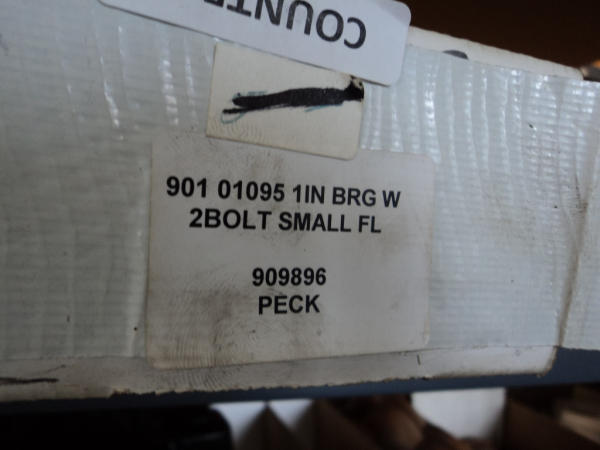 COUNT
901 01095 1IN BRG W
2BOLT SMALL FL
909896
PECK